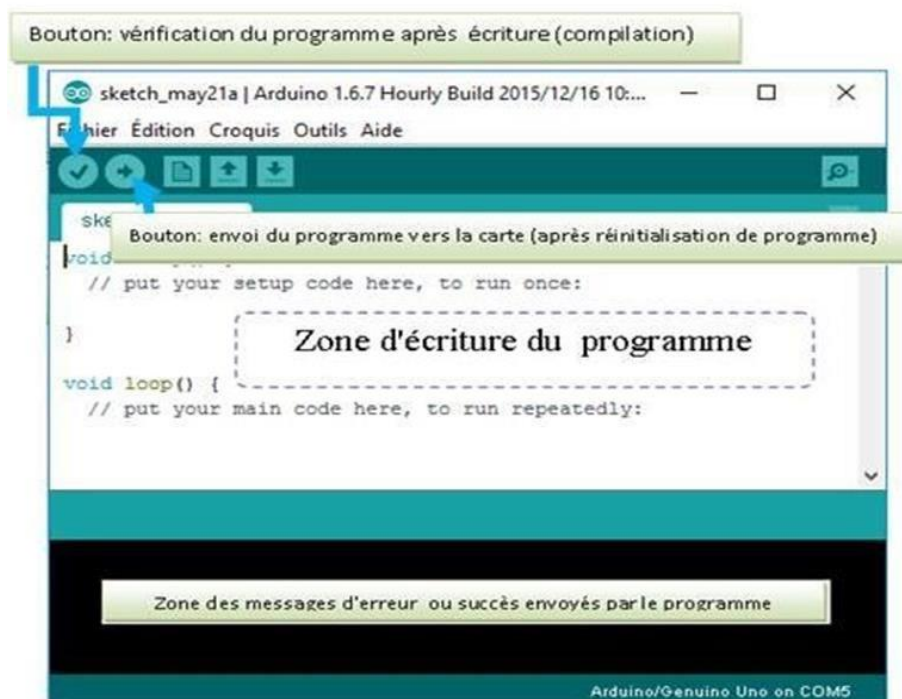 Bouton: vérification du programme après écriture (compilation)
sketch_may21a | Arduino 1.6.7 Hourly Build 2015/12/16 10:...
Fichier Édition Croquis Outils Aide
ske
Bouton: envoi du programme vers la carte (après réinitialisation de programme)
void
// put your setup code here, to run once:
}
Zone d'écriture du programme
void loop() {
// put your main code here, to run repeatedly:
Zone des messages d'erreur ou succès envoyés par le programme
Arduino/Genuino Uno on COM5